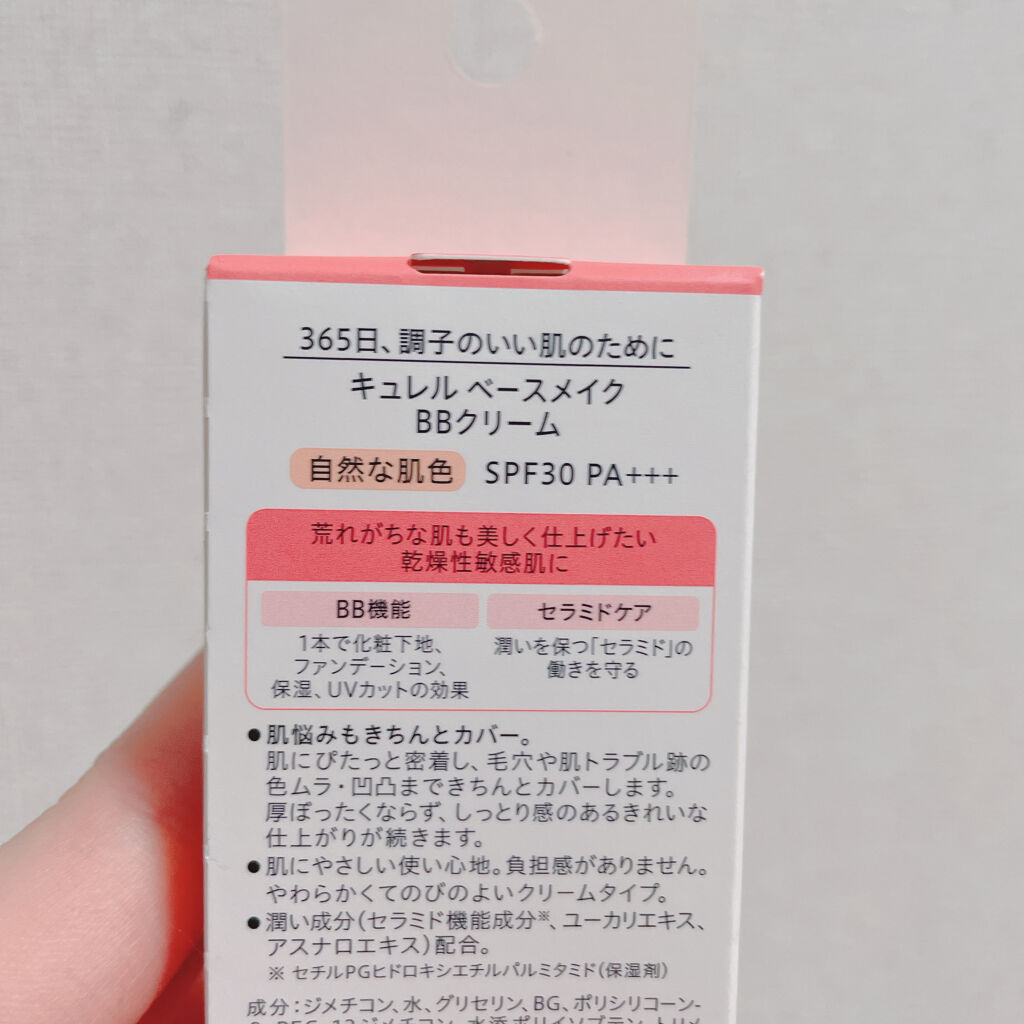 365日、調子のいい肌のために
キュレル ベースメイク
BBクリーム
自然な肌色 SPF30 PA+++
荒れがちな肌も美しく仕上げたい
乾燥性敏感肌に
BB機能
1本で化粧下地、
ファンデーション、
保湿、UVカットの効果
セラミドケア
潤いを保つ「セラミド」の
働きを守る
●肌悩みもきちんとカバー。
肌にぴたっと密着し、毛穴や肌トラブル跡の
色ムラ・凹凸まできちんとカバーします。
厚ぼったくならず、しっとり感のあるきれいな
仕上がりが続きます。
●肌にやさしい使い心地。負担感がありません。
やわらかくてのびのよいクリームタイプ。
●潤い成分(セラミド機能成分※、ユーカリエキス、
アスナロエキス)配合。
※ セチルPGヒドロキシエチルパルミタミド(保湿剤)
成分:ジメチコン、水、グリセリン、BG、ポリシリコーン-